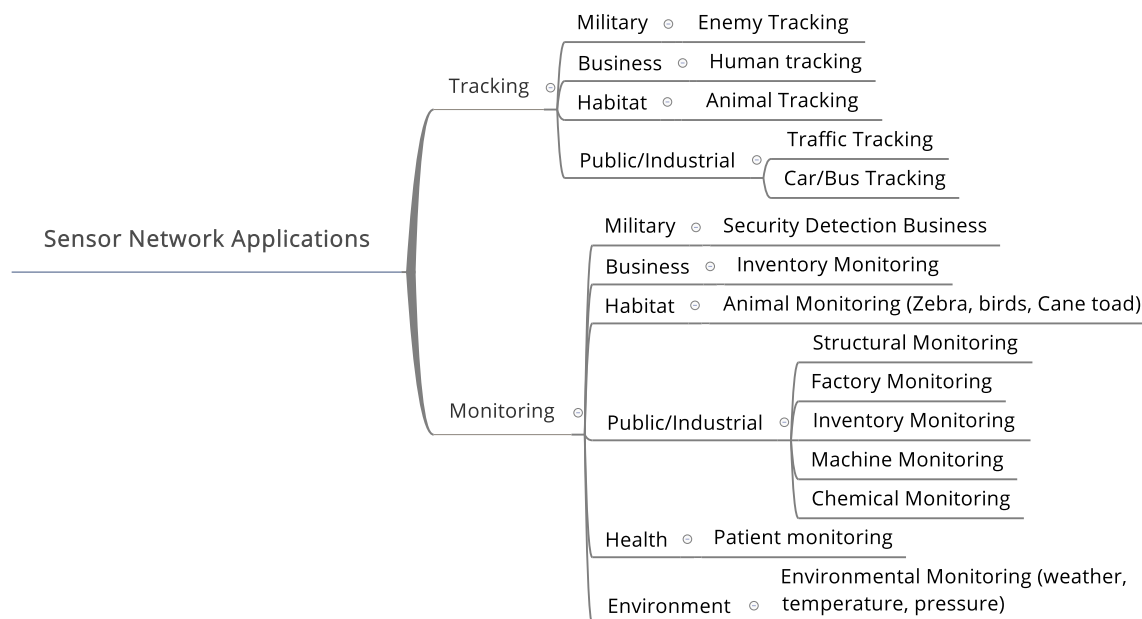 Military
Enemy Tracking
Business
Human tracking
Tracking
Habitat
Animal Tracking
Traffic Tracking
Public/Industrial
Car/Bus Tracking
Sensor Network Applications
Military
Security Detection Business
Business
Inventory Monitoring
Habitat
Animal Monitoring (Zebra, birds, Cane toad)
Structural Monitoring
Factory Monitoring
Monitoring
Public/Industrial
Inventory Monitoring
Machine Monitoring
Chemical Monitoring
Health
Patient monitoring
Environment
Environmental Monitoring (weather,
temperature, pressure)